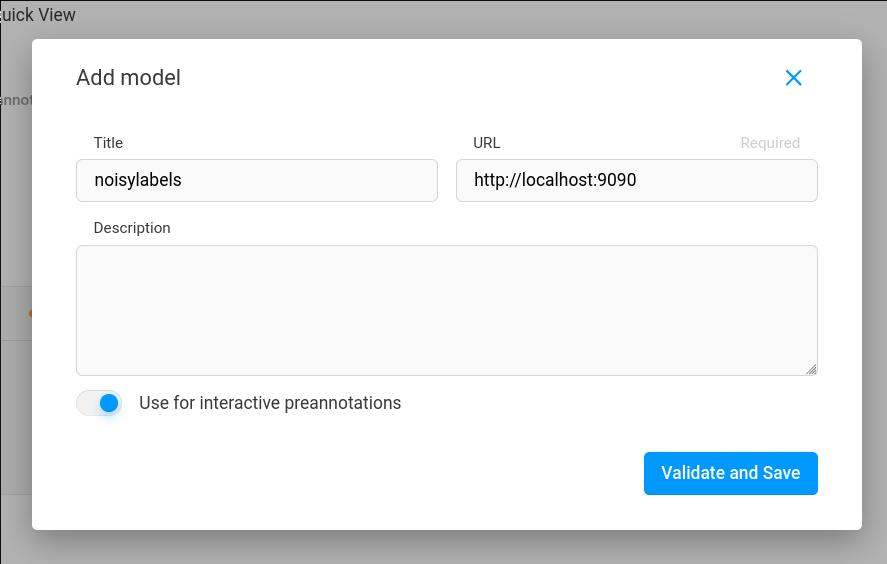 uick View
Add model
annot
Title
URL
Required
noisylabels
http://localhost:9090
Description
Use for interactive preannotations
Validate and Save